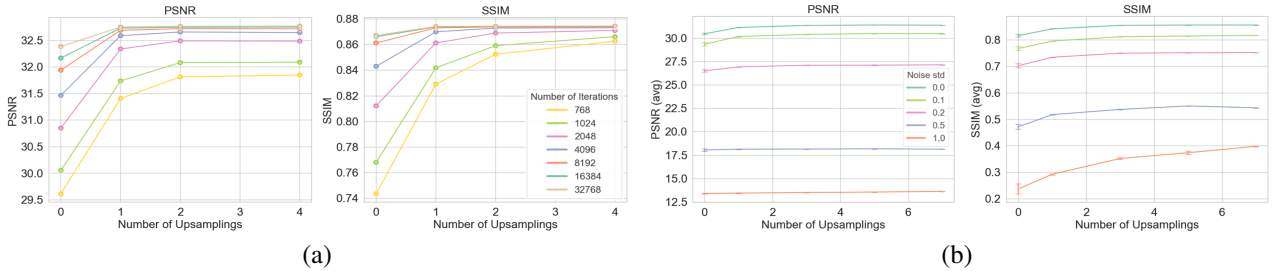 PSNR
PSNR
32.5
32.0
31.5
31.0
30.5
30.0
29.5
0 1 2 3 4
Number of Upsamplings
SSIM
SSIM
0.88
0.86
0.84
0.82
0.80
0.78
0.76
0.74
0 1 2 3 4
Number of Upsamplings
Number of Iterations
768
1024
2048
4096
8192
16384
32768
(a)
PSNR
PSNR (avg)
30.0
27.5
25.0
22.5
20.0
17.5
15.0
12.5
0 2 4 6
Number of Upsamplings
Noise std
0.0
0.1
0.2
0.5
1.0
SSIM
SSIM (avg)
0.8
0.7
0.6
0.5
0.4
0.3
0.2
0 2 4 6
Number of Upsamplings
(b)